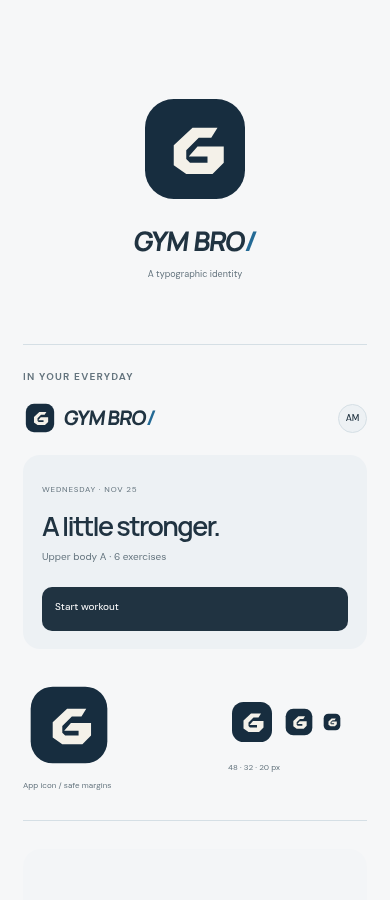 G
GYM BRO/
A typographic identity
IN YOUR EVERYDAY
G GYM BRO/
AM
WEDNESDAY · NOV 25
A little stronger.
Upper body A · 6 exercises
Start workout
G
G G G
48 · 32 · 20 px
App icon / safe margins